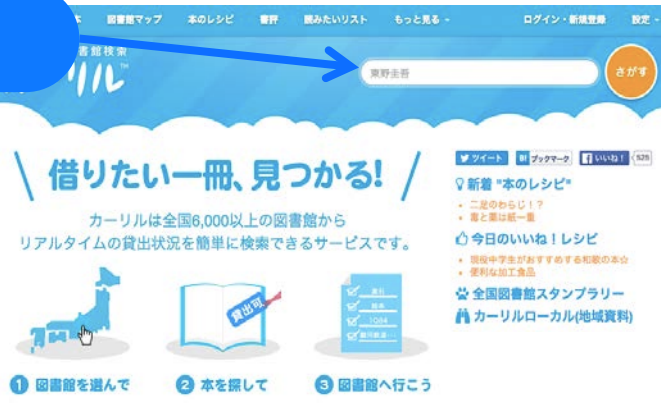 本 図書館マップ 本のレシピ 書評 読みたいリスト もっと見る ログイン・新規登録 設定
書館検索
ーリル
東野圭吾
さがす
借りたい一冊、見つかる!
カーリルは全国6,000以上の図書館から
リアルタイムの貸出状況を簡単に検索できるサービスです。
貸出可
1Q84
① 図書館を選んで
② 本を探して
③ 図書館へ行こう
ツイート B! ブックマーク いいね! 525
新着 "本のレシピ"
二足のわらじ!?
毒と薬は紙一重
今日のいいね!レシピ
現役中学生がおすすめする和歌の本☆
便利な加工食品
全国図書館スタンプラリー
カーリルローカル(地域資料)